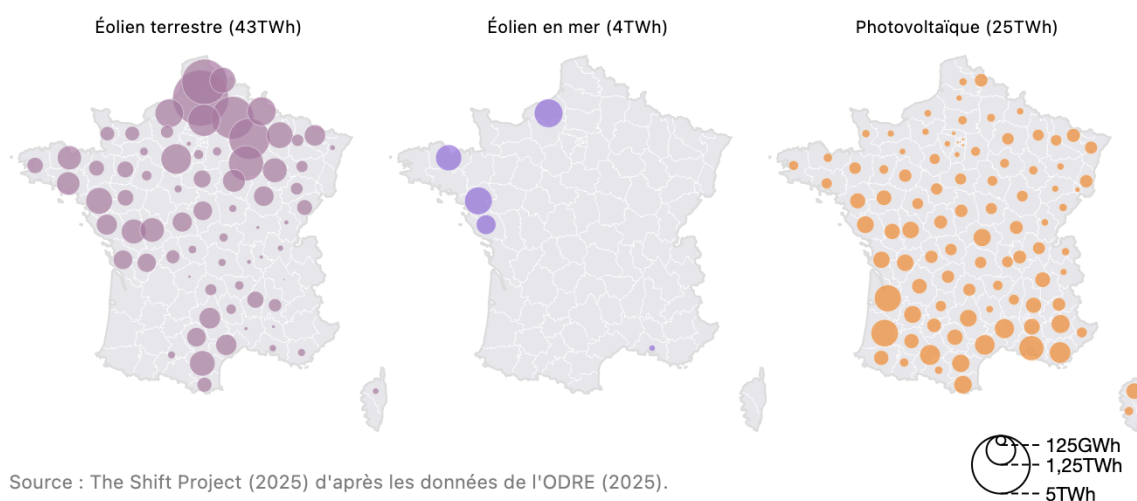 Éolien terrestre (43TWh)
Éolien en mer (4TWh)
Photovoltaïque (25TWh)
125GWh
1,25TWh
5TWh
Source : The Shift Project (2025) d'après les données de l'ODRE (2025).